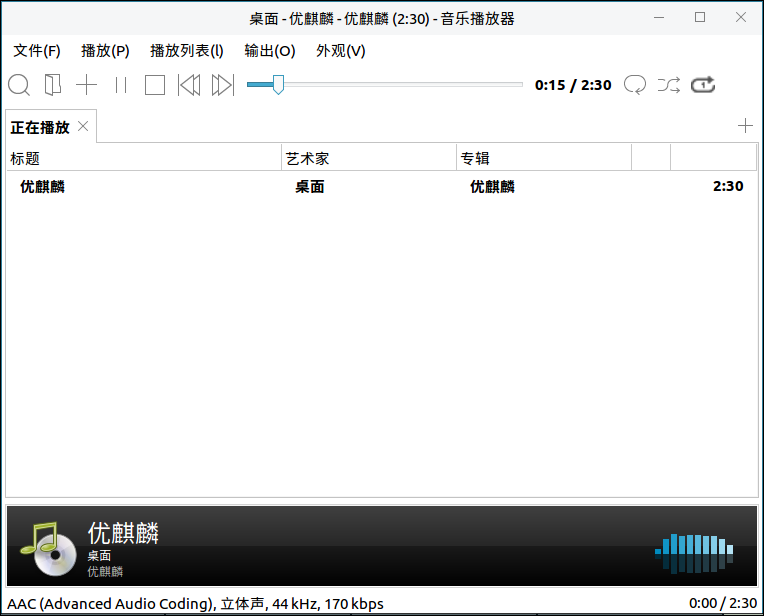 桌面 - 优麒麟 - 优麒麟 (2:30) - 音乐播放器
文件(F) 播放(P) 播放列表(l) 输出(O) 外观(V)
0:15 / 2:30 1
正在播放
标题 艺术家 专辑
优麒麟 桌面 优麒麟 2:30
优麒麟
桌面
优麒麟
AAC (Advanced Audio Coding), 立体声, 44 kHz, 170 kbps 0:00 / 2:30